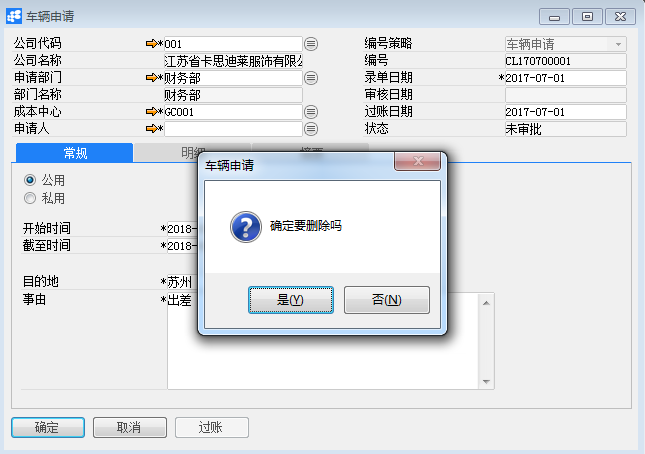 车辆申请
公司代码 *001 编号策略 车辆申请
公司名称 江苏省卡思迪莱服饰有限公 编号 CL170700001
申请部门 *财务部 录单日期 *2017-07-01
部门名称 财务部 审核日期
成本中心 *GC001 过账日期 2017-07-01
申请人 * 状态 未审批
常规 明细
公用
私用
开始时间 *2018-
截至时间 *2018-
目的地 *苏州
事由 *出差
车辆申请
确定要删除吗
是(Y) 否(N)
确定 取消 过账